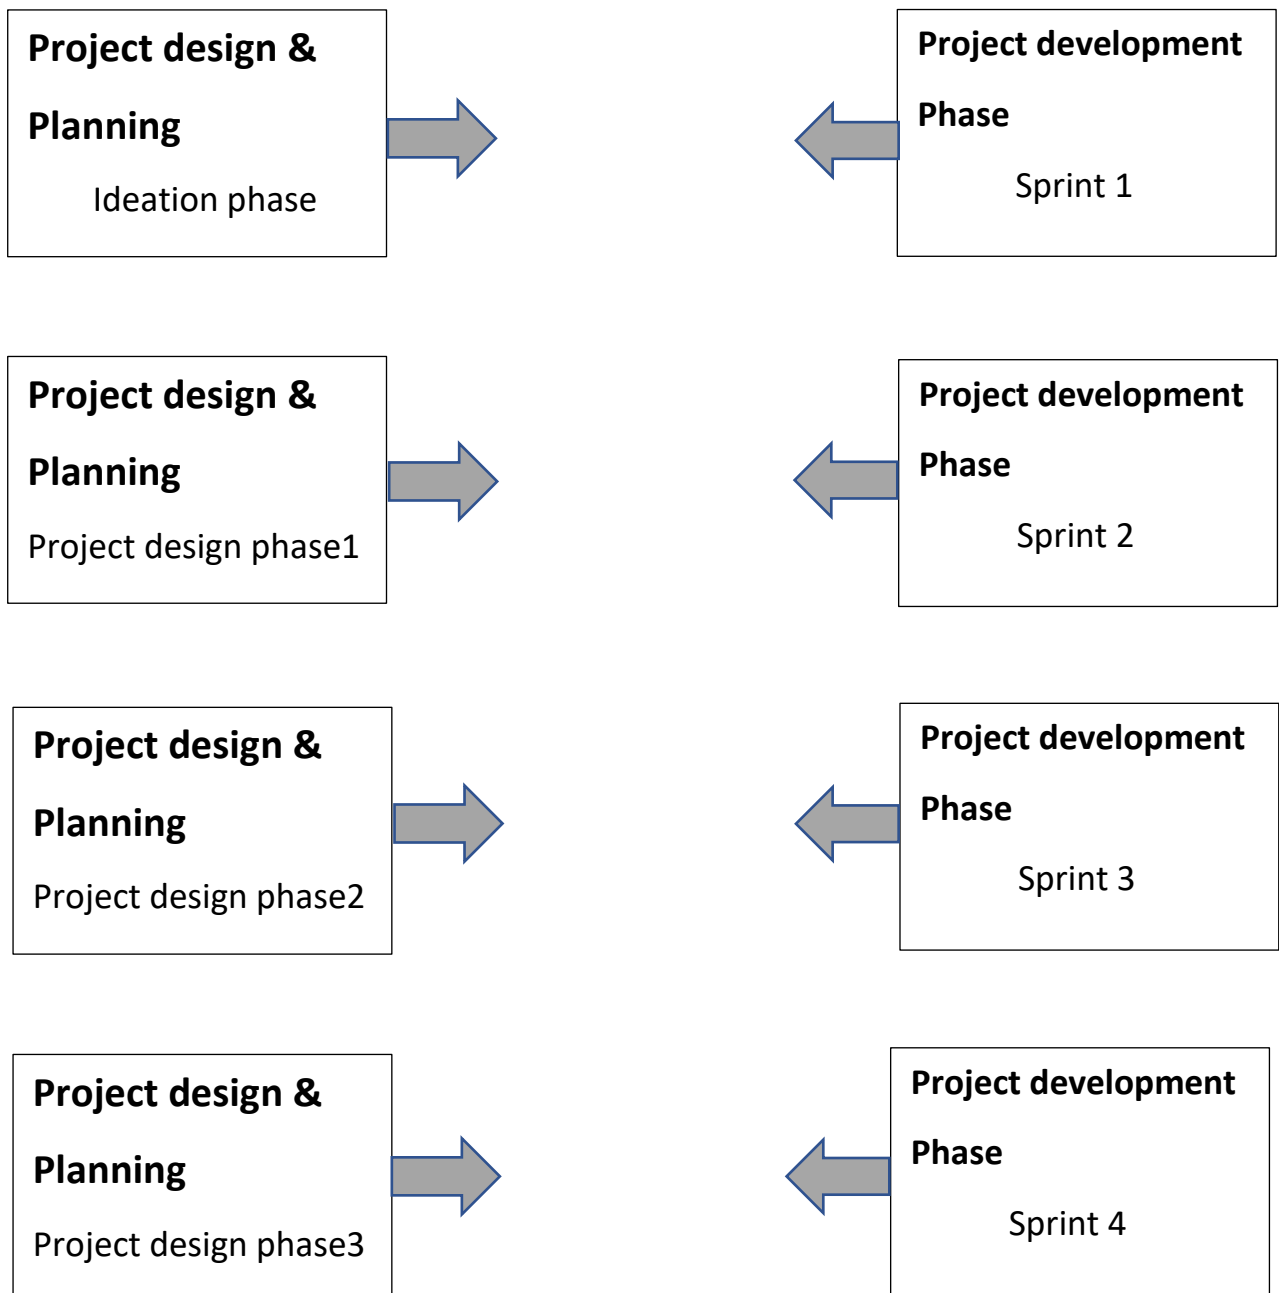 Project design &
Planning
Ideation phase
Project development
Phase
Sprint 1
Project design &
Planning
Project design phase1
Project development
Phase
Sprint 2
Project design &
Planning
Project design phase2
Project development
Phase
Sprint 3
Project design &
Planning
Project design phase3
Project development
Phase
Sprint 4